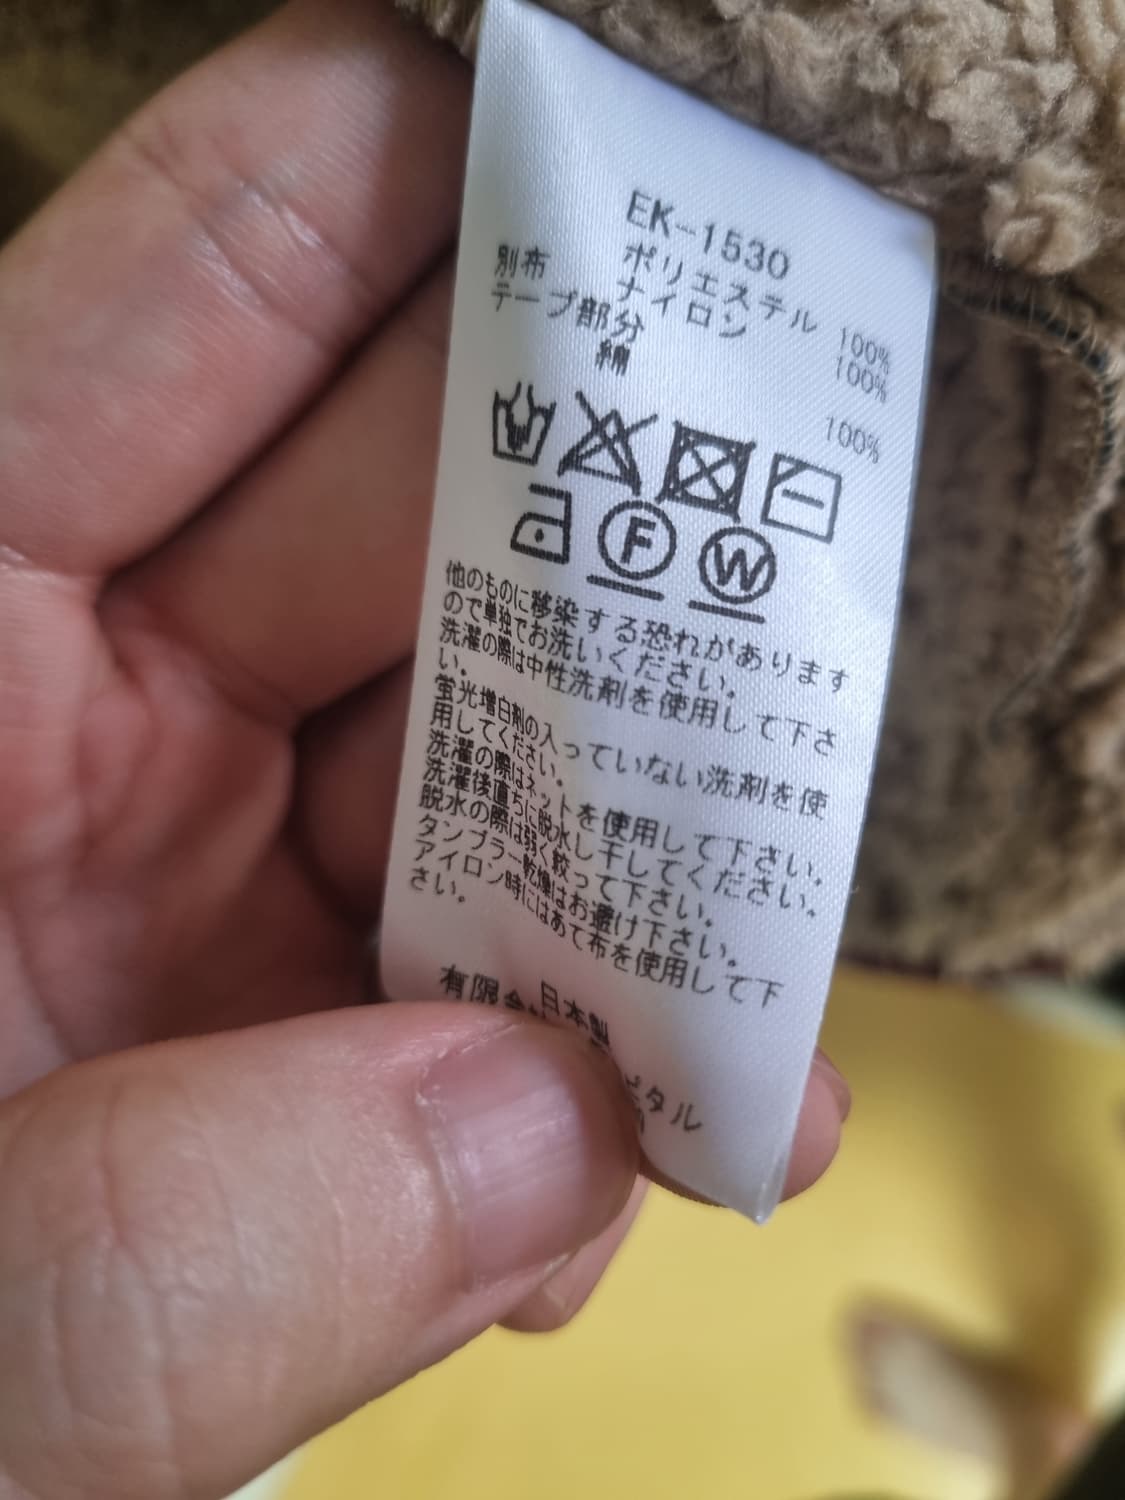 EK-1530
ポリエステル 100%
別布 ナイロン 100%
テープ部分
綿 100%
F W
他のものに移染する恐れがあります
ので単独でお洗いください。
洗濯の際は中性洗剤を使用して下さ
い。
蛍光増白剤の入っていない洗剤を使
用してください。
洗濯の際はネットを使用して下さい。
洗濯後直ちに脱水し干してください。
脱水の際は弱く絞って下さい。
タンブラー乾燥はお避け下さい。
アイロン時にはあて布を使用して下
さい。
日本製
有限会
ピタル